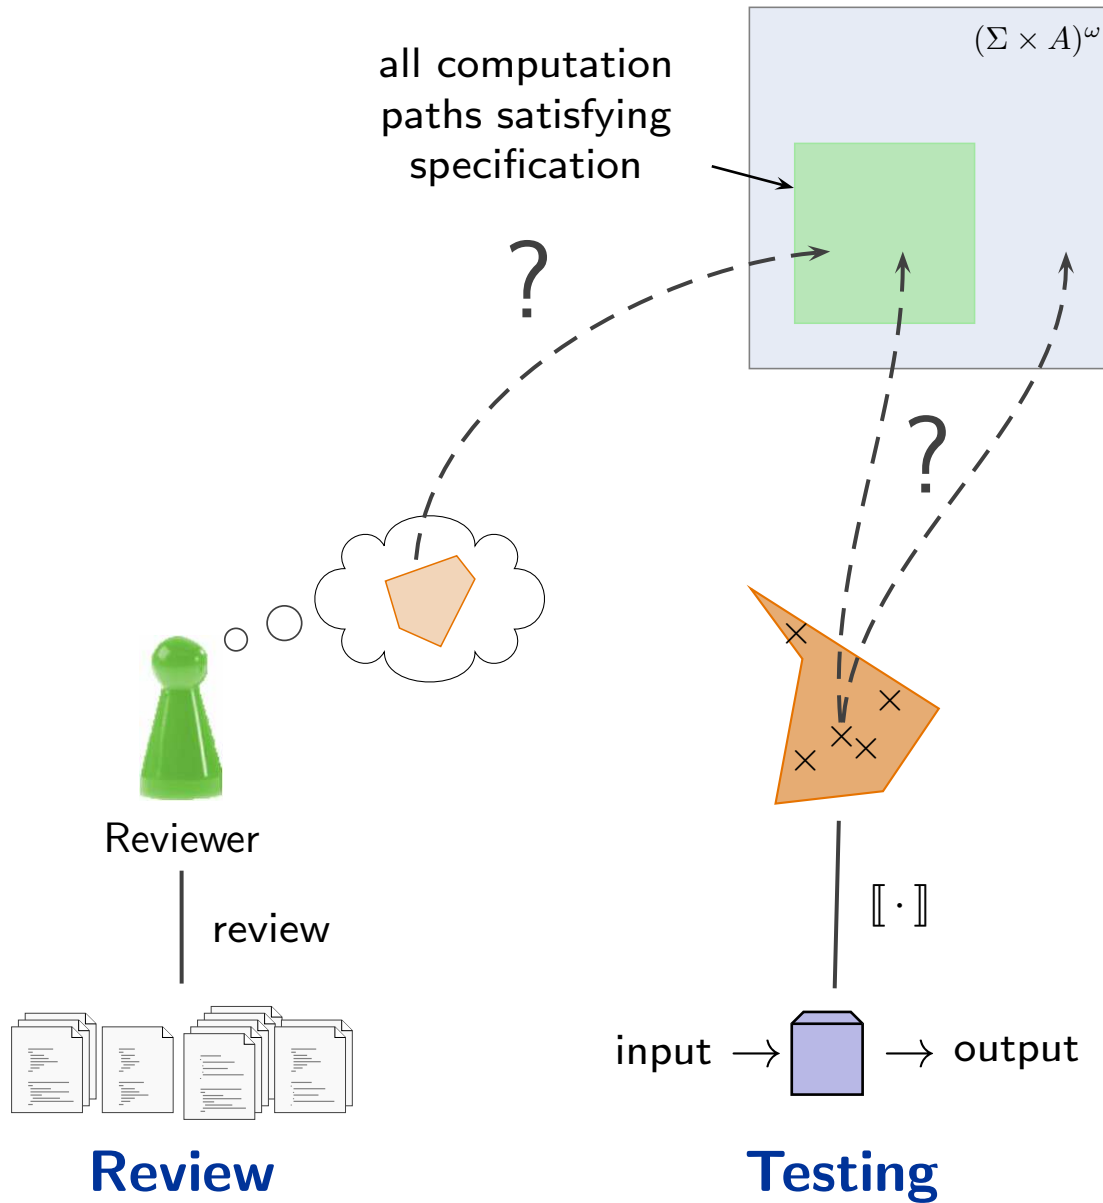 (Σ × A)^ω
all computation
paths satisfying
specification
?
?
Reviewer
review
⟦ · ⟧
input → → output
Review
Testing